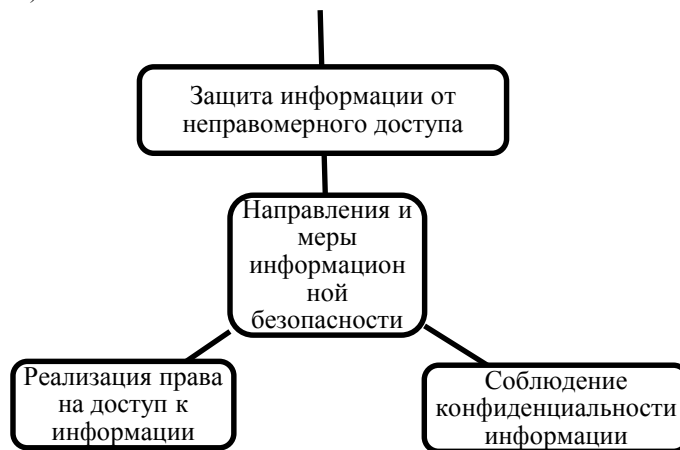 Защита информации от
неправомерного доступа
Направления и
меры
информацион
ной
безопасности
Реализация права
на доступ к
информации
Соблюдение
конфиденциальности
информации